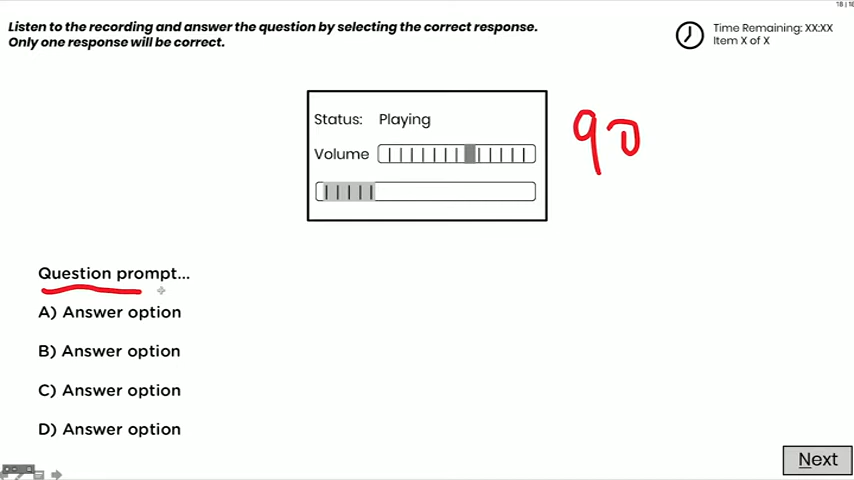 18 | 18
Listen to the recording and answer the question by selecting the correct response.
Only one response will be correct.
Time Remaining: XX:XX
Item X of X
Status: Playing
Volume
90
Question prompt...
A) Answer option
B) Answer option
C) Answer option
D) Answer option
Next